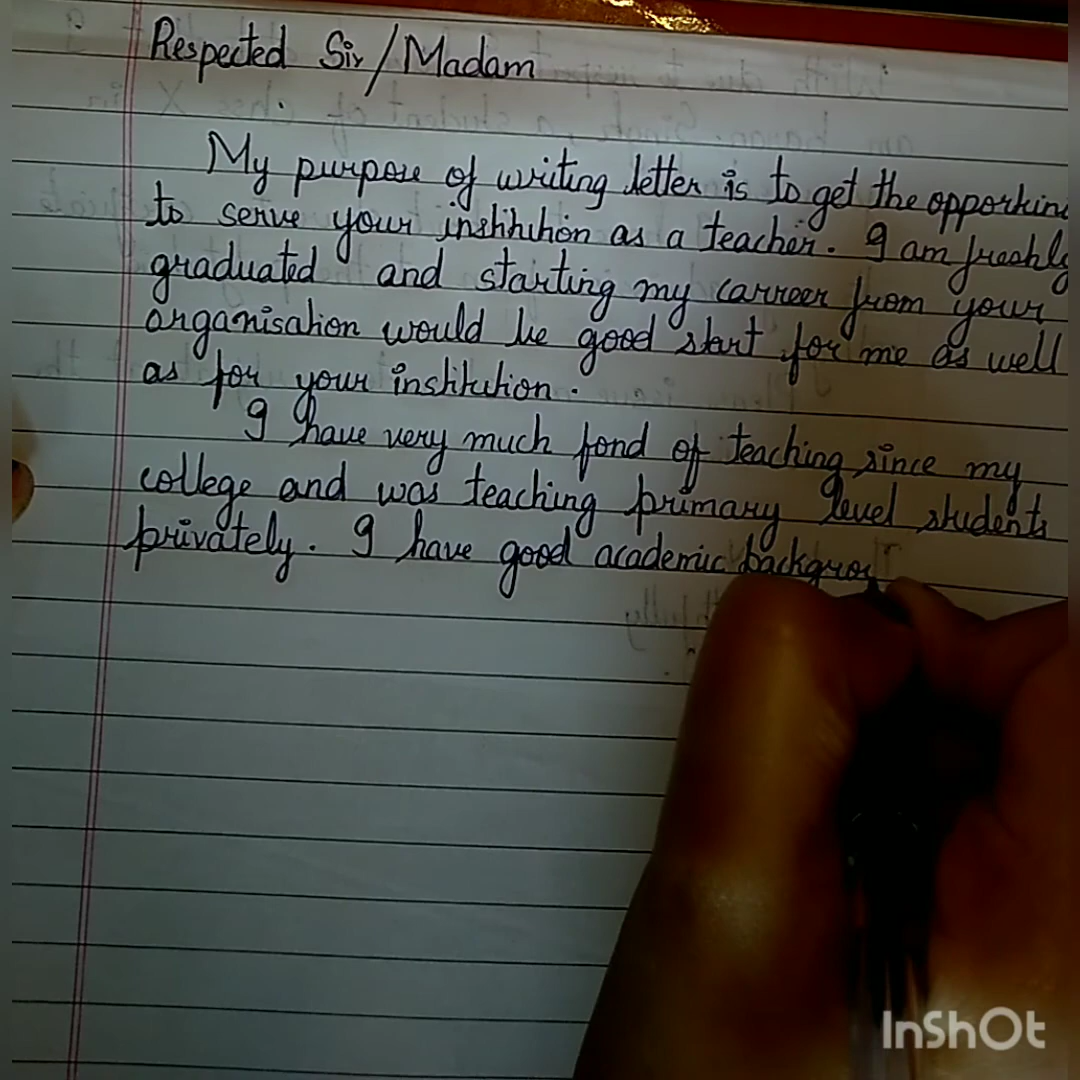 Respected Sir/Madam
My purpose of writing letter is to get the
to serve your institution as a teacher. I am freshly
graduated and starting my carreer from your
organisation would be good start for me as well
as for your institution.
I have very much fond of teaching since my
college and was teaching primary level students
privately. I have good academic backgrou
InShOt